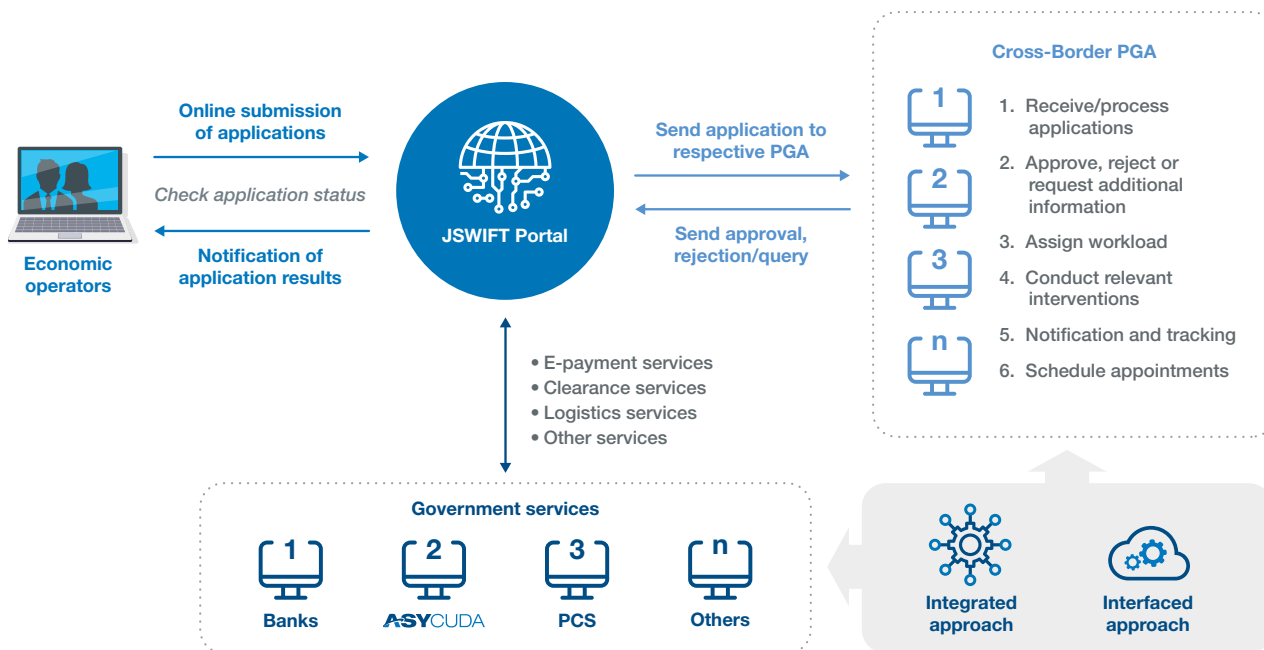 Online submission
of applications
Check application status
Notification of
application results
Economic
operators
JSWIFT Portal
Send application to
respective PGA
Send approval,
rejection/query
Cross-Border PGA
1
2
3
n
1. Receive/process
applications
2. Approve, reject or
request additional
information
3. Assign workload
4. Conduct relevant
interventions
5. Notification and tracking
6. Schedule appointments
• E-payment services
• Clearance services
• Logistics services
• Other services
Government services
1
2
3
n
Banks
ASYCUDA
PCS
Others
Integrated
approach
Interfaced
approach